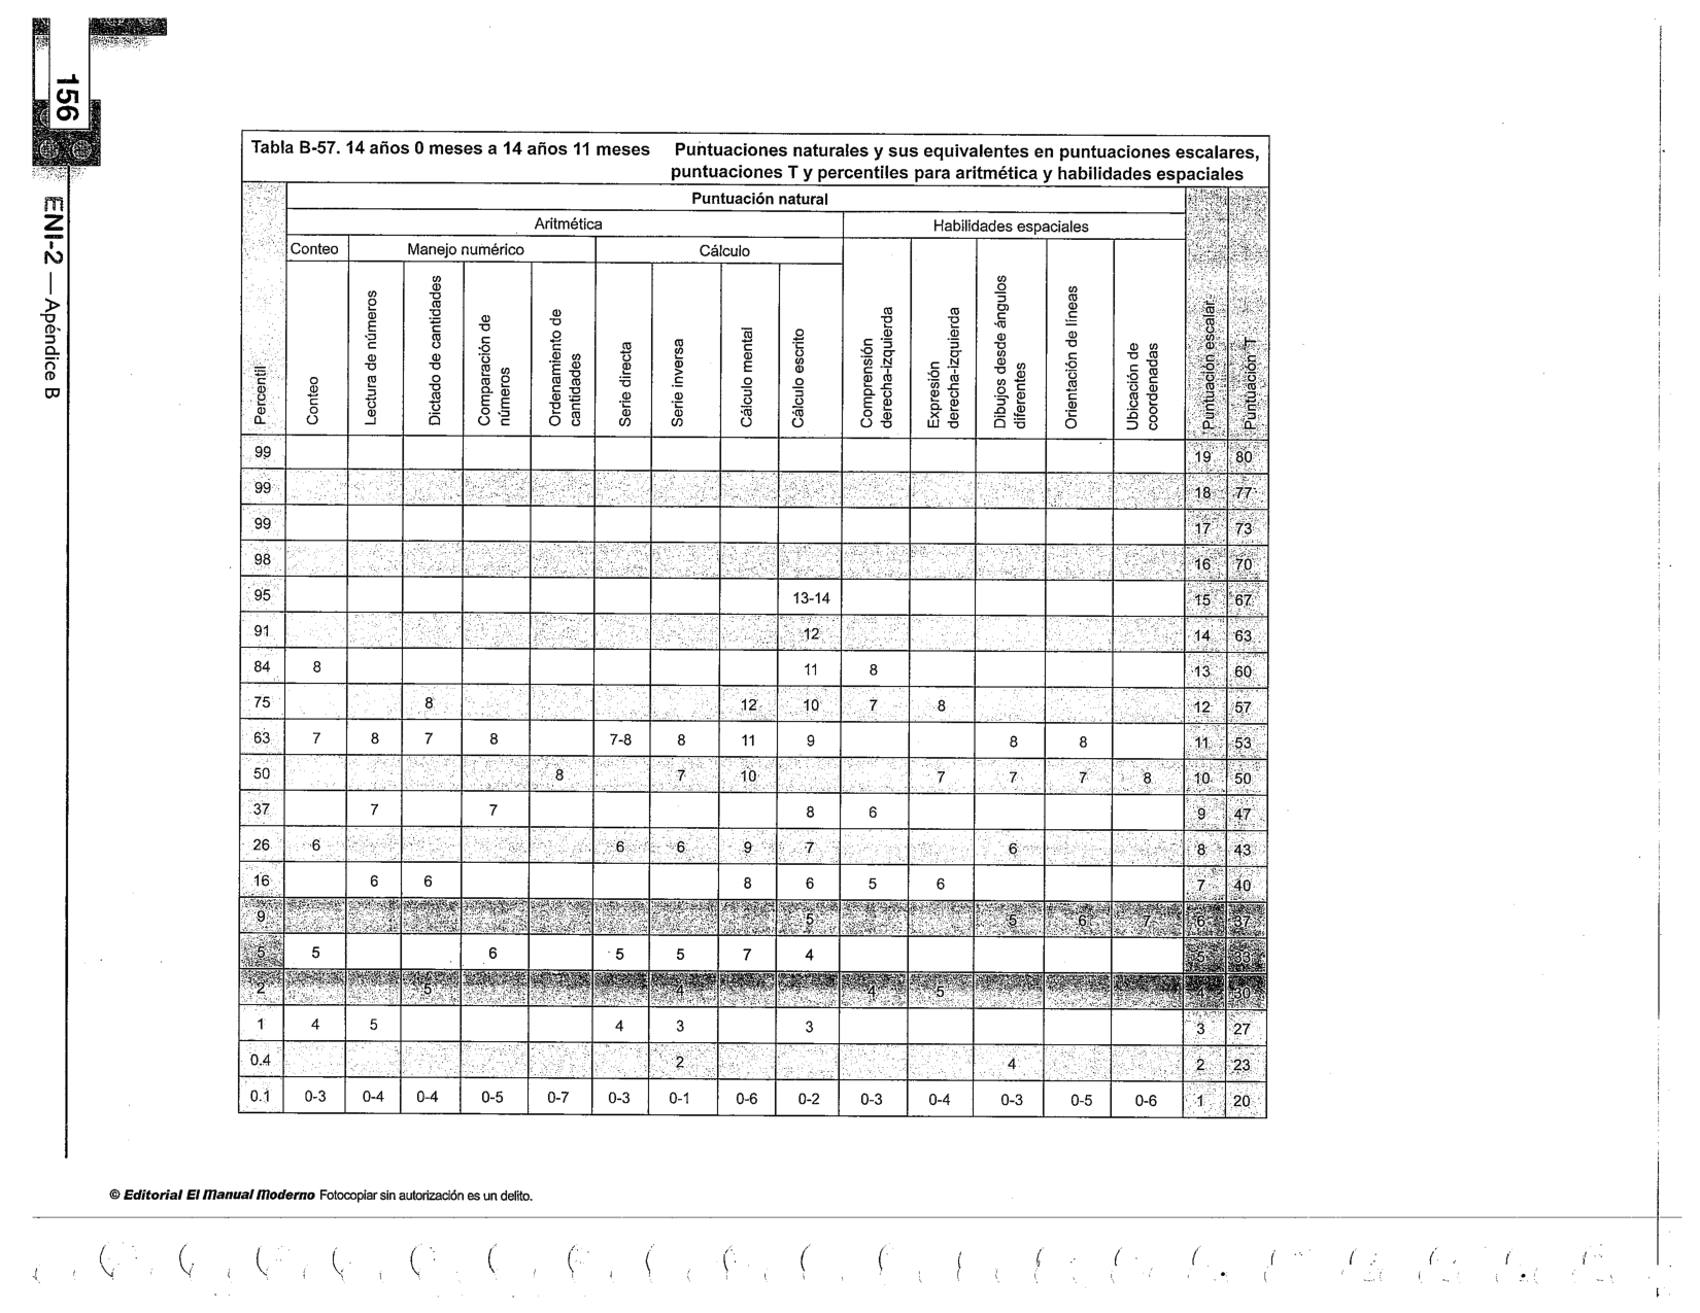 156
ENI-2 — Apéndice B
Tabla B-57. 14 años 0 meses a 14 años 11 meses Puntuaciones naturales y sus equivalentes en puntuaciones escalares,
puntuaciones T y percentiles para aritmética y habilidades espaciales
Puntuación natural
Aritmética Habilidades espaciales
Conteo Manejo numérico Cálculo
Percentil
Conteo
Lectura de números
Dictado de cantidades
Comparación de
números
Ordenamiento de
cantidades
Serie directa
Serie inversa
Cálculo mental
Cálculo escrito
Comprensión
derecha-izquierda
Expresión
derecha-izquierda
Dibujos desde ángulos
diferentes
Orientación de líneas
Ubicación de
coordenadas
Puntuación escalar
Puntuación T
99 19 80
99 18 77
99 17 73
98 16 70
95 13-14 15 67
91 12 14 63
84 8 11 8 13 60
75 8 12 10 7 8 12 57
63 7 8 7 8 7-8 8 11 9 8 8 11 53
50 8 7 10 7 7 7 8 10 50
37 7 7 8 6 9 47
26 6 6 6 9 7 6 8 43
16 6 6 8 6 5 6 7 40
9 5 5 6 7 6 37
5 5 6 5 5 7 4 5 33
2 5 4 4 5 4 30
1 4 5 4 3 3 3 27
0.4 2 4 2 23
0.1 0-3 0-4 0-4 0-5 0-7 0-3 0-1 0-6 0-2 0-3 0-4 0-3 0-5 0-6 1 20
© Editorial El Manual Moderno Fotocopiar sin autorización es un delito.